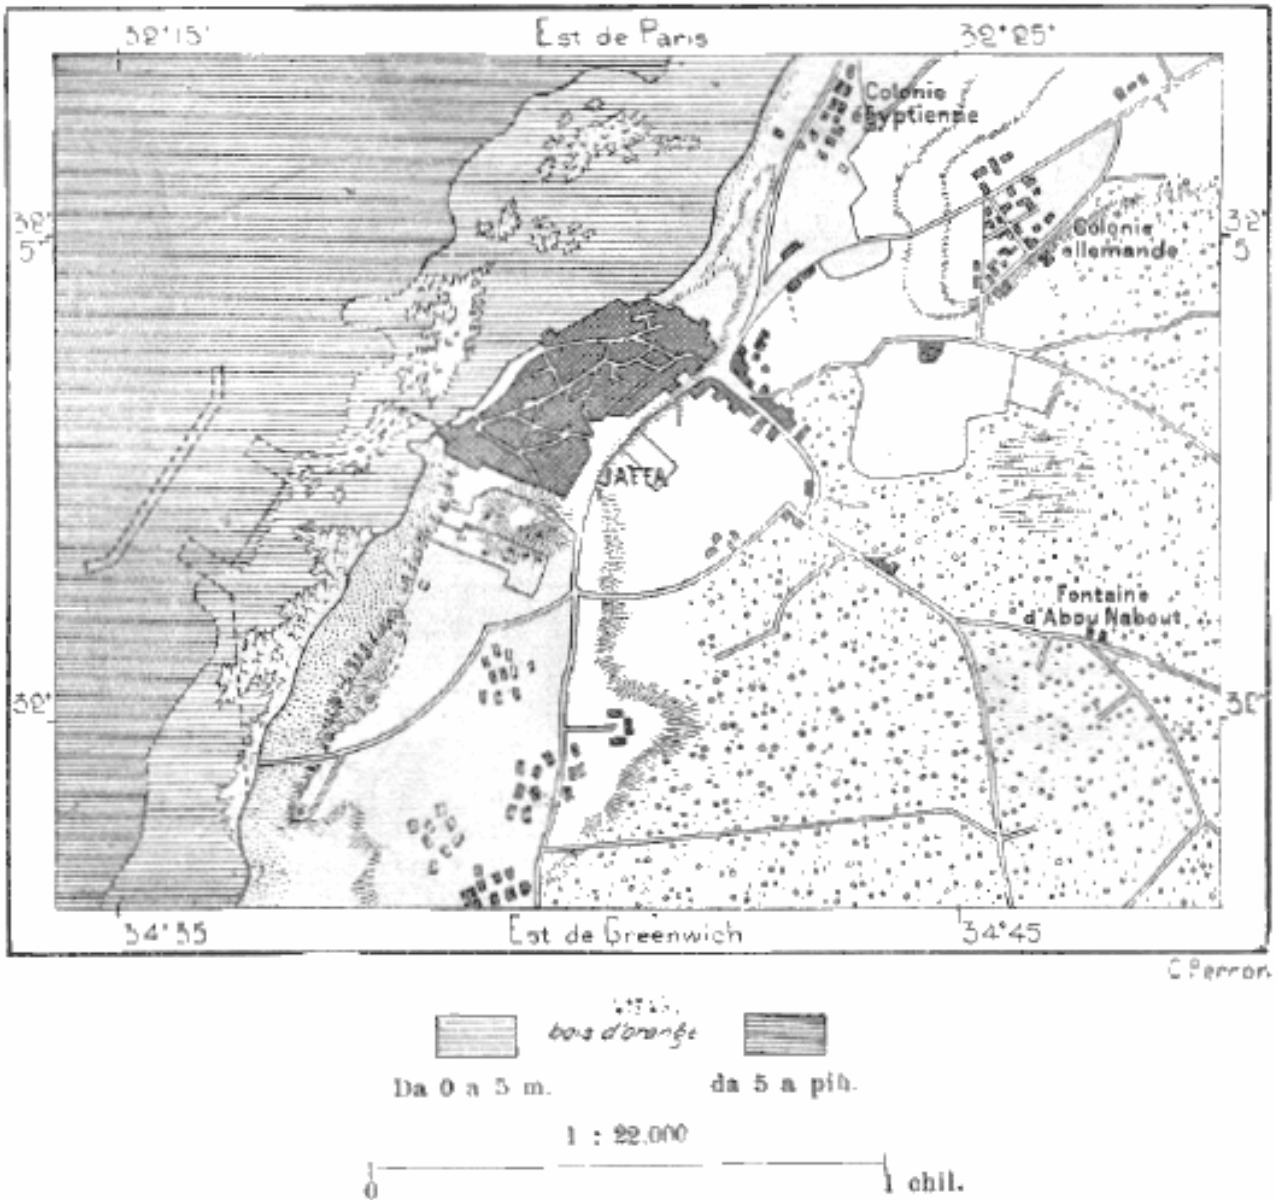 32°15'
Est de Paris
32°25'
Colonie
égyptienne
32°
5'
32°
5'
Colonie
allemande
JAFFA
Fontaine
d'Abou Nabout
32°
32°
34°35
Est de Greenwich
34°45
C. Perron
bois d'orange
Da 0 a 5 m.
da 5 a più.
1 : 22.000
0
1 chil.